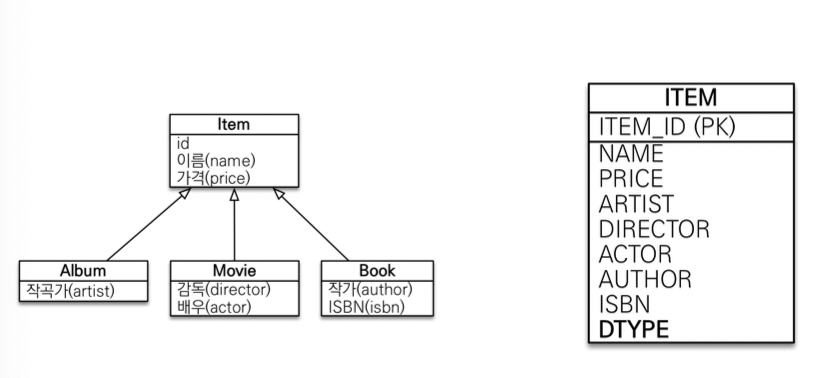 Item
id
이름(name)
가격(price)
Album
작곡가(artist)
Movie
감독(director)
배우(actor)
Book
작가(author)
ISBN(isbn)
ITEM
ITEM_ID (PK)
NAME
PRICE
ARTIST
DIRECTOR
ACTOR
AUTHOR
ISBN
DTYPE